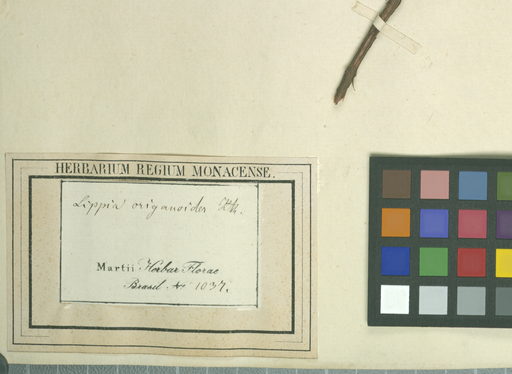 HERBARIUM REGIUM MONACENSE.
Lippia origanoides Kth.
Martii Herbar. Florae
Brasil. No 1037.